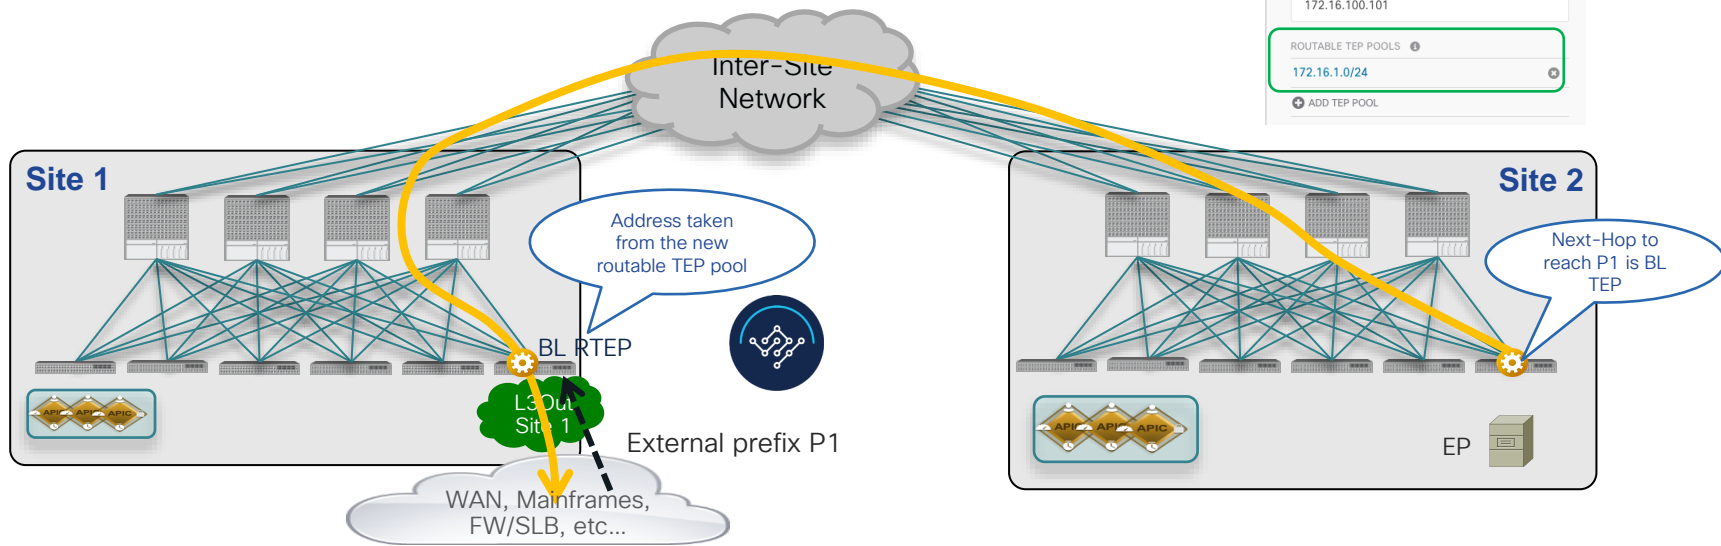 172.16.100.101
ROUTABLE TEP POOLS
172.16.1.0/24
ADD TEP POOL
Inter-Site
Network
Site 1
Site 2
Address taken
from the new
routable TEP pool
Next-Hop to
reach P1 is BL
TEP
BL RTEP
L3Out
Site 1
APIC APIC APIC
APIC APIC APIC
External prefix P1
EP
WAN, Mainframes,
FW/SLB, etc...